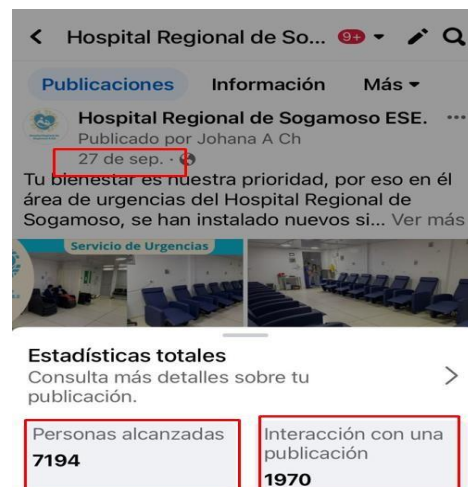 Hospital Regional de So... 9+
Publicaciones Información Más
Hospital Regional de Sogamoso ESE.
Publicado por Johana A Ch
27 de sep. ·
Tu bienestar es nuestra prioridad, por eso en él
área de urgencias del Hospital Regional de
Sogamoso, se han instalado nuevos si... Ver más
Servicio de Urgencias
Estadísticas totales
Consulta más detalles sobre tu
publicación.
Personas alcanzadas
7194
Interacción con una
publicación
1970